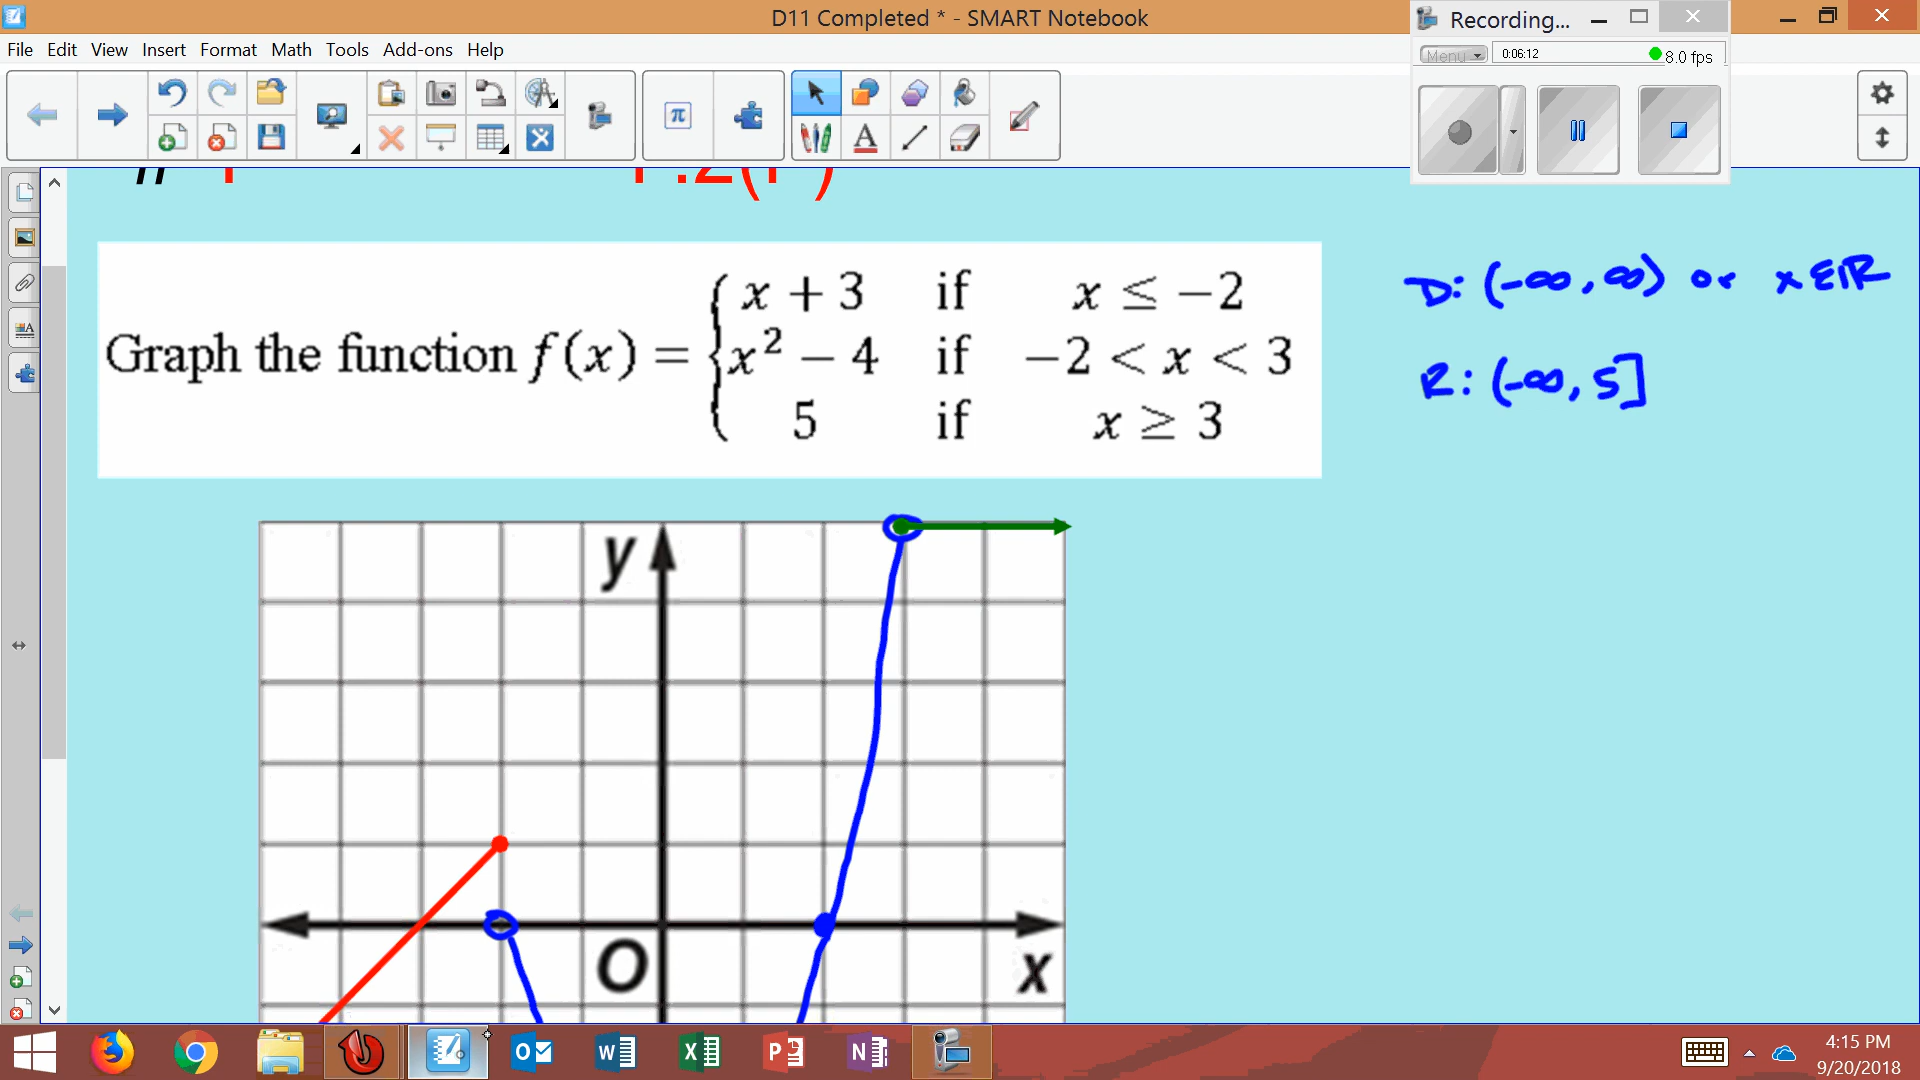 D11 Completed * - SMART Notebook
Recording...
File Edit View Insert Format Math Tools Add-ons Help
Menu 0:06:12 8.0 fps
π
A
Graph the function f(x) = { x + 3 if x ≤ −2
x² − 4 if −2 < x < 3
5 if x ≥ 3
D: (-∞, ∞) or x∈ℝ
R: (-∞, 5]
y
O
x
4:15 PM
9/20/2018